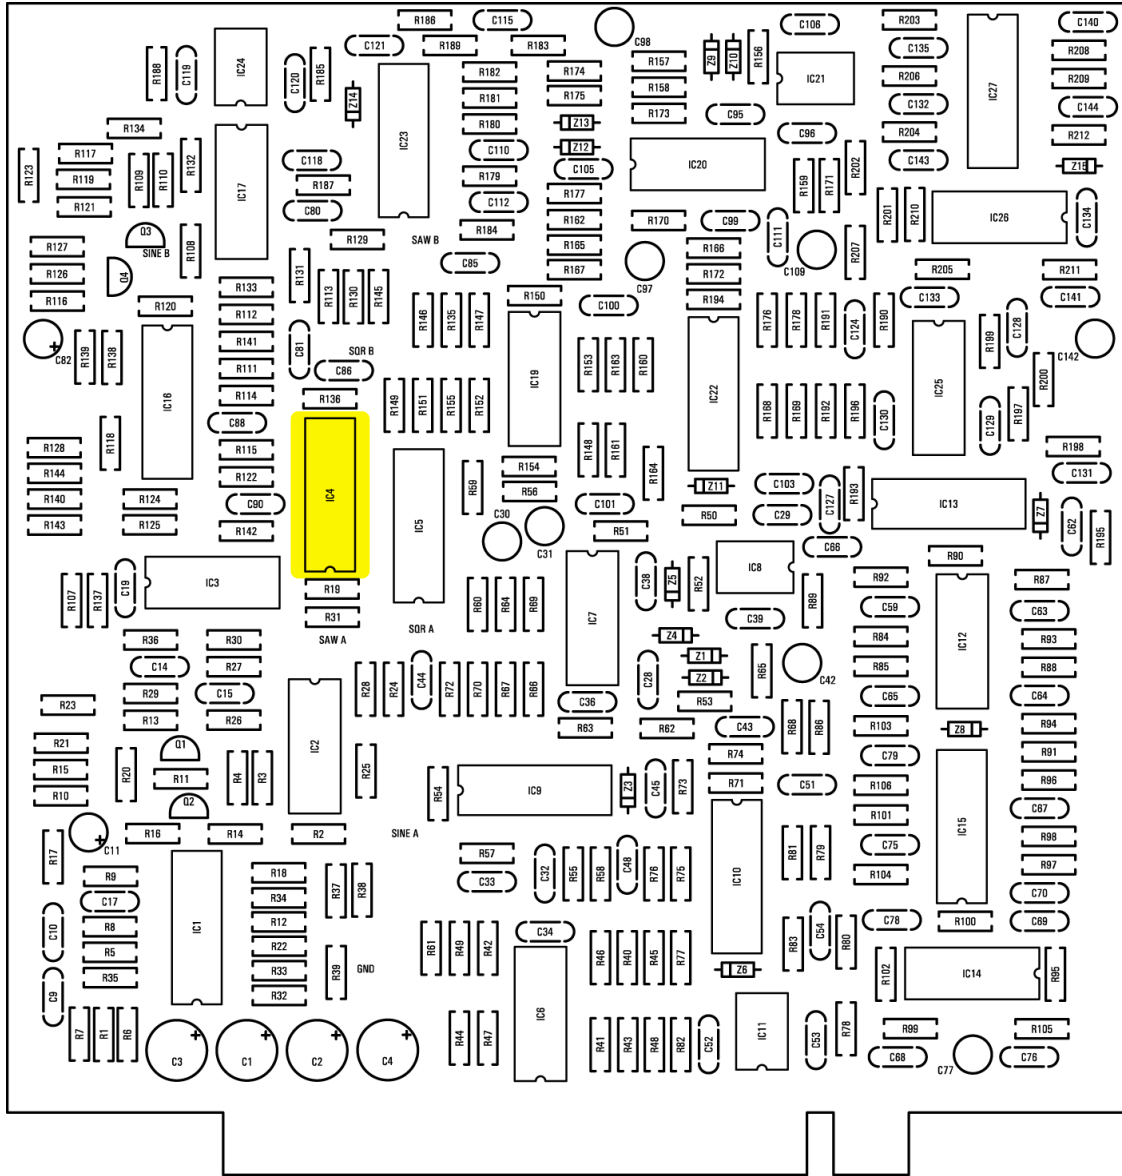 R186 C115 C106 R203 C140
C121 R189 R183 C98 C135 R208
R188 C119 IC24 C120 R185 Z14 R182 R174 R157 Z9 Z10 R156 IC21 R206 IC27 R209
IC23 R181 R175 R158 C132 C144
R134 R180 Z13 R173 C95 C96 R204 R212
R117 R132 IC17 C118 C110 Z12 IC20 R202 C143 Z15
R123 R119 R109 R110 R187 R179 C105 R159 R171
R121 C80 C112 R177 R201 R210 IC26 C134
Q3 R108 R129 SAW B R184 R162 R170 C99 C111 R207
R127 SINE B R165 R166 C109
R126 Q4 R131 C85 R167 C97 R172 R205 R211
R116 R120 R133 R113 R130 R145 R150 C100 R194 C133 C141
R112 R146 R135 R147 R176 R178 R191 C124 R190 C128
C82 R139 R138 R141 C81 SQR B R153 R163 R160 R199 C142
IC16 R111 C86 IC19 IC22 IC25 R200
R114 R136 R149 R151 R155 R152 R168 R169 R192 R196 C130 C129 R197
R128 R118 C88 R148 R161 R198
R144 R115 R154 R164 C131
R140 R124 R122 IC4 R59 R56 Z11 C103 R193
R143 R125 C90 IC5 C101 R50 C29 C127 IC13 Z7 C62 R195
R142 C30 C31 R51 C66 R90
IC3 IC7 C38 Z5 R52 IC8 R92 R87
R107 R137 C19 R19 R60 R64 R69 R89 C59 IC12 C63
R31 C39
R36 R30 SAW A SQR A Z4 R84 R93
C14 R27 Z1 R65 C42 R85 R88
R29 C15 R28 R24 C44 R72 R70 R67 R66 C28 Z2 C65 C64
R23 R13 R26 C36 R53
R21 Q1 IC2 R63 R62 C43 R68 R86 R103 Z8 R94
R15 R20 R11 R4 R3 R25 R74 C79 R91
R10 Q2 R54 IC9 Z3 C45 R73 R71 C51 R106 R96
R16 R14 R2 SINE A R101 C67
C11 IC15 R98
R17 R9 R18 R57 C48 R81 R79 C75 R97
C17 R34 R37 R38 C33 C32 R55 R58 R76 R75 IC10 R104 C70
C10 R8 IC1 R12 C78 R100 C69
R5 R22 R61 R49 R42 C34 R46 R40 R45 R77 R83 C54 R80
R35 R33 R39 GND Z6 R102 IC14 R95
C9 R32
R7 R1 R6 IC6 IC11 R78 R99 R105
C3 C1 C2 C4 R44 R47 R41 R43 R48 R82 C52 C53 C68 C77 C76